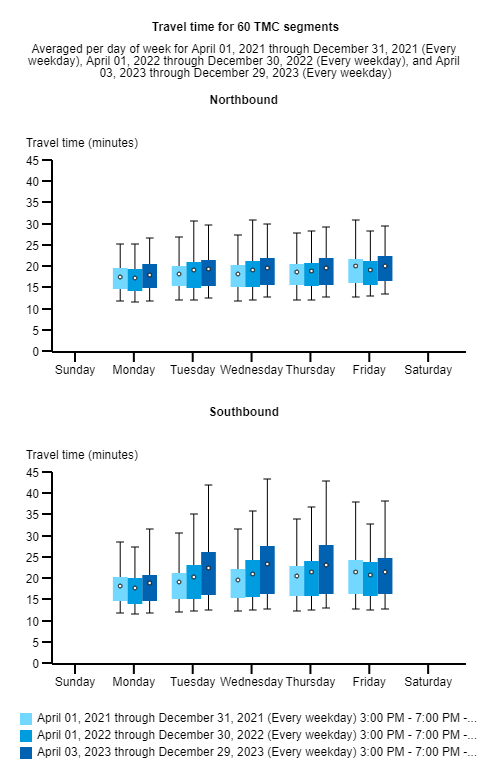 Travel time for 60 TMC segments
Averaged per day of week for April 01, 2021 through December 31, 2021 (Every
weekday), April 01, 2022 through December 30, 2022 (Every weekday), and April
03, 2023 through December 29, 2023 (Every weekday)
Northbound
Travel time (minutes)
45
40
35
30
25
20
15
10
5
0
Sunday Monday Tuesday Wednesday Thursday Friday Saturday
Southbound
Travel time (minutes)
45
40
35
30
25
20
15
10
5
0
Sunday Monday Tuesday Wednesday Thursday Friday Saturday
April 01, 2021 through December 31, 2021 (Every weekday) 3:00 PM - 7:00 PM -...
April 01, 2022 through December 30, 2022 (Every weekday) 3:00 PM - 7:00 PM -...
April 03, 2023 through December 29, 2023 (Every weekday) 3:00 PM - 7:00 PM -...